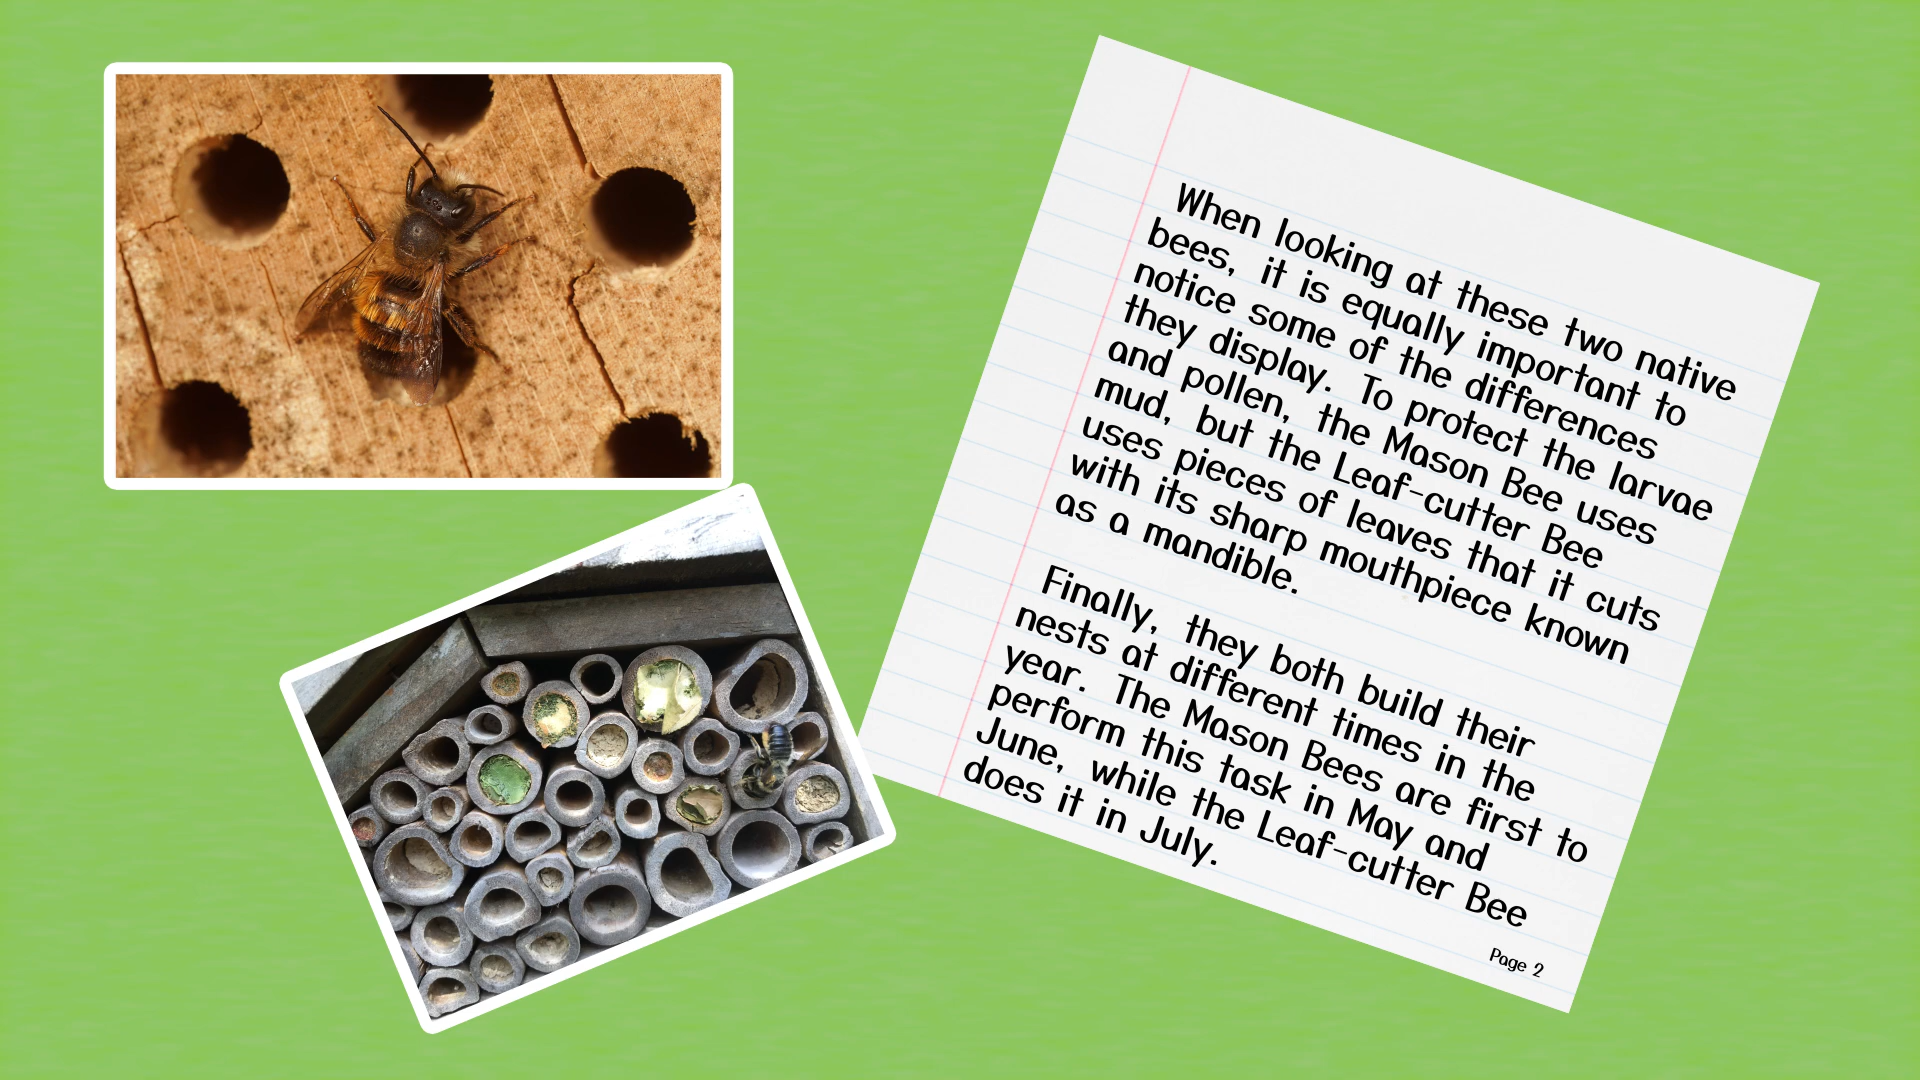 When looking at these two native
bees, it is equally important to
notice some of the differences
they display. To protect the larvae
and pollen, the Mason Bee uses
mud, but the Leaf-cutter Bee
uses pieces of leaves that it cuts
with its sharp mouthpiece known
as a mandible.
Finally, they both build their
nests at different times in the
year. The Mason Bees are first to
perform this task in May and
June, while the Leaf-cutter Bee
does it in July.
Page 2